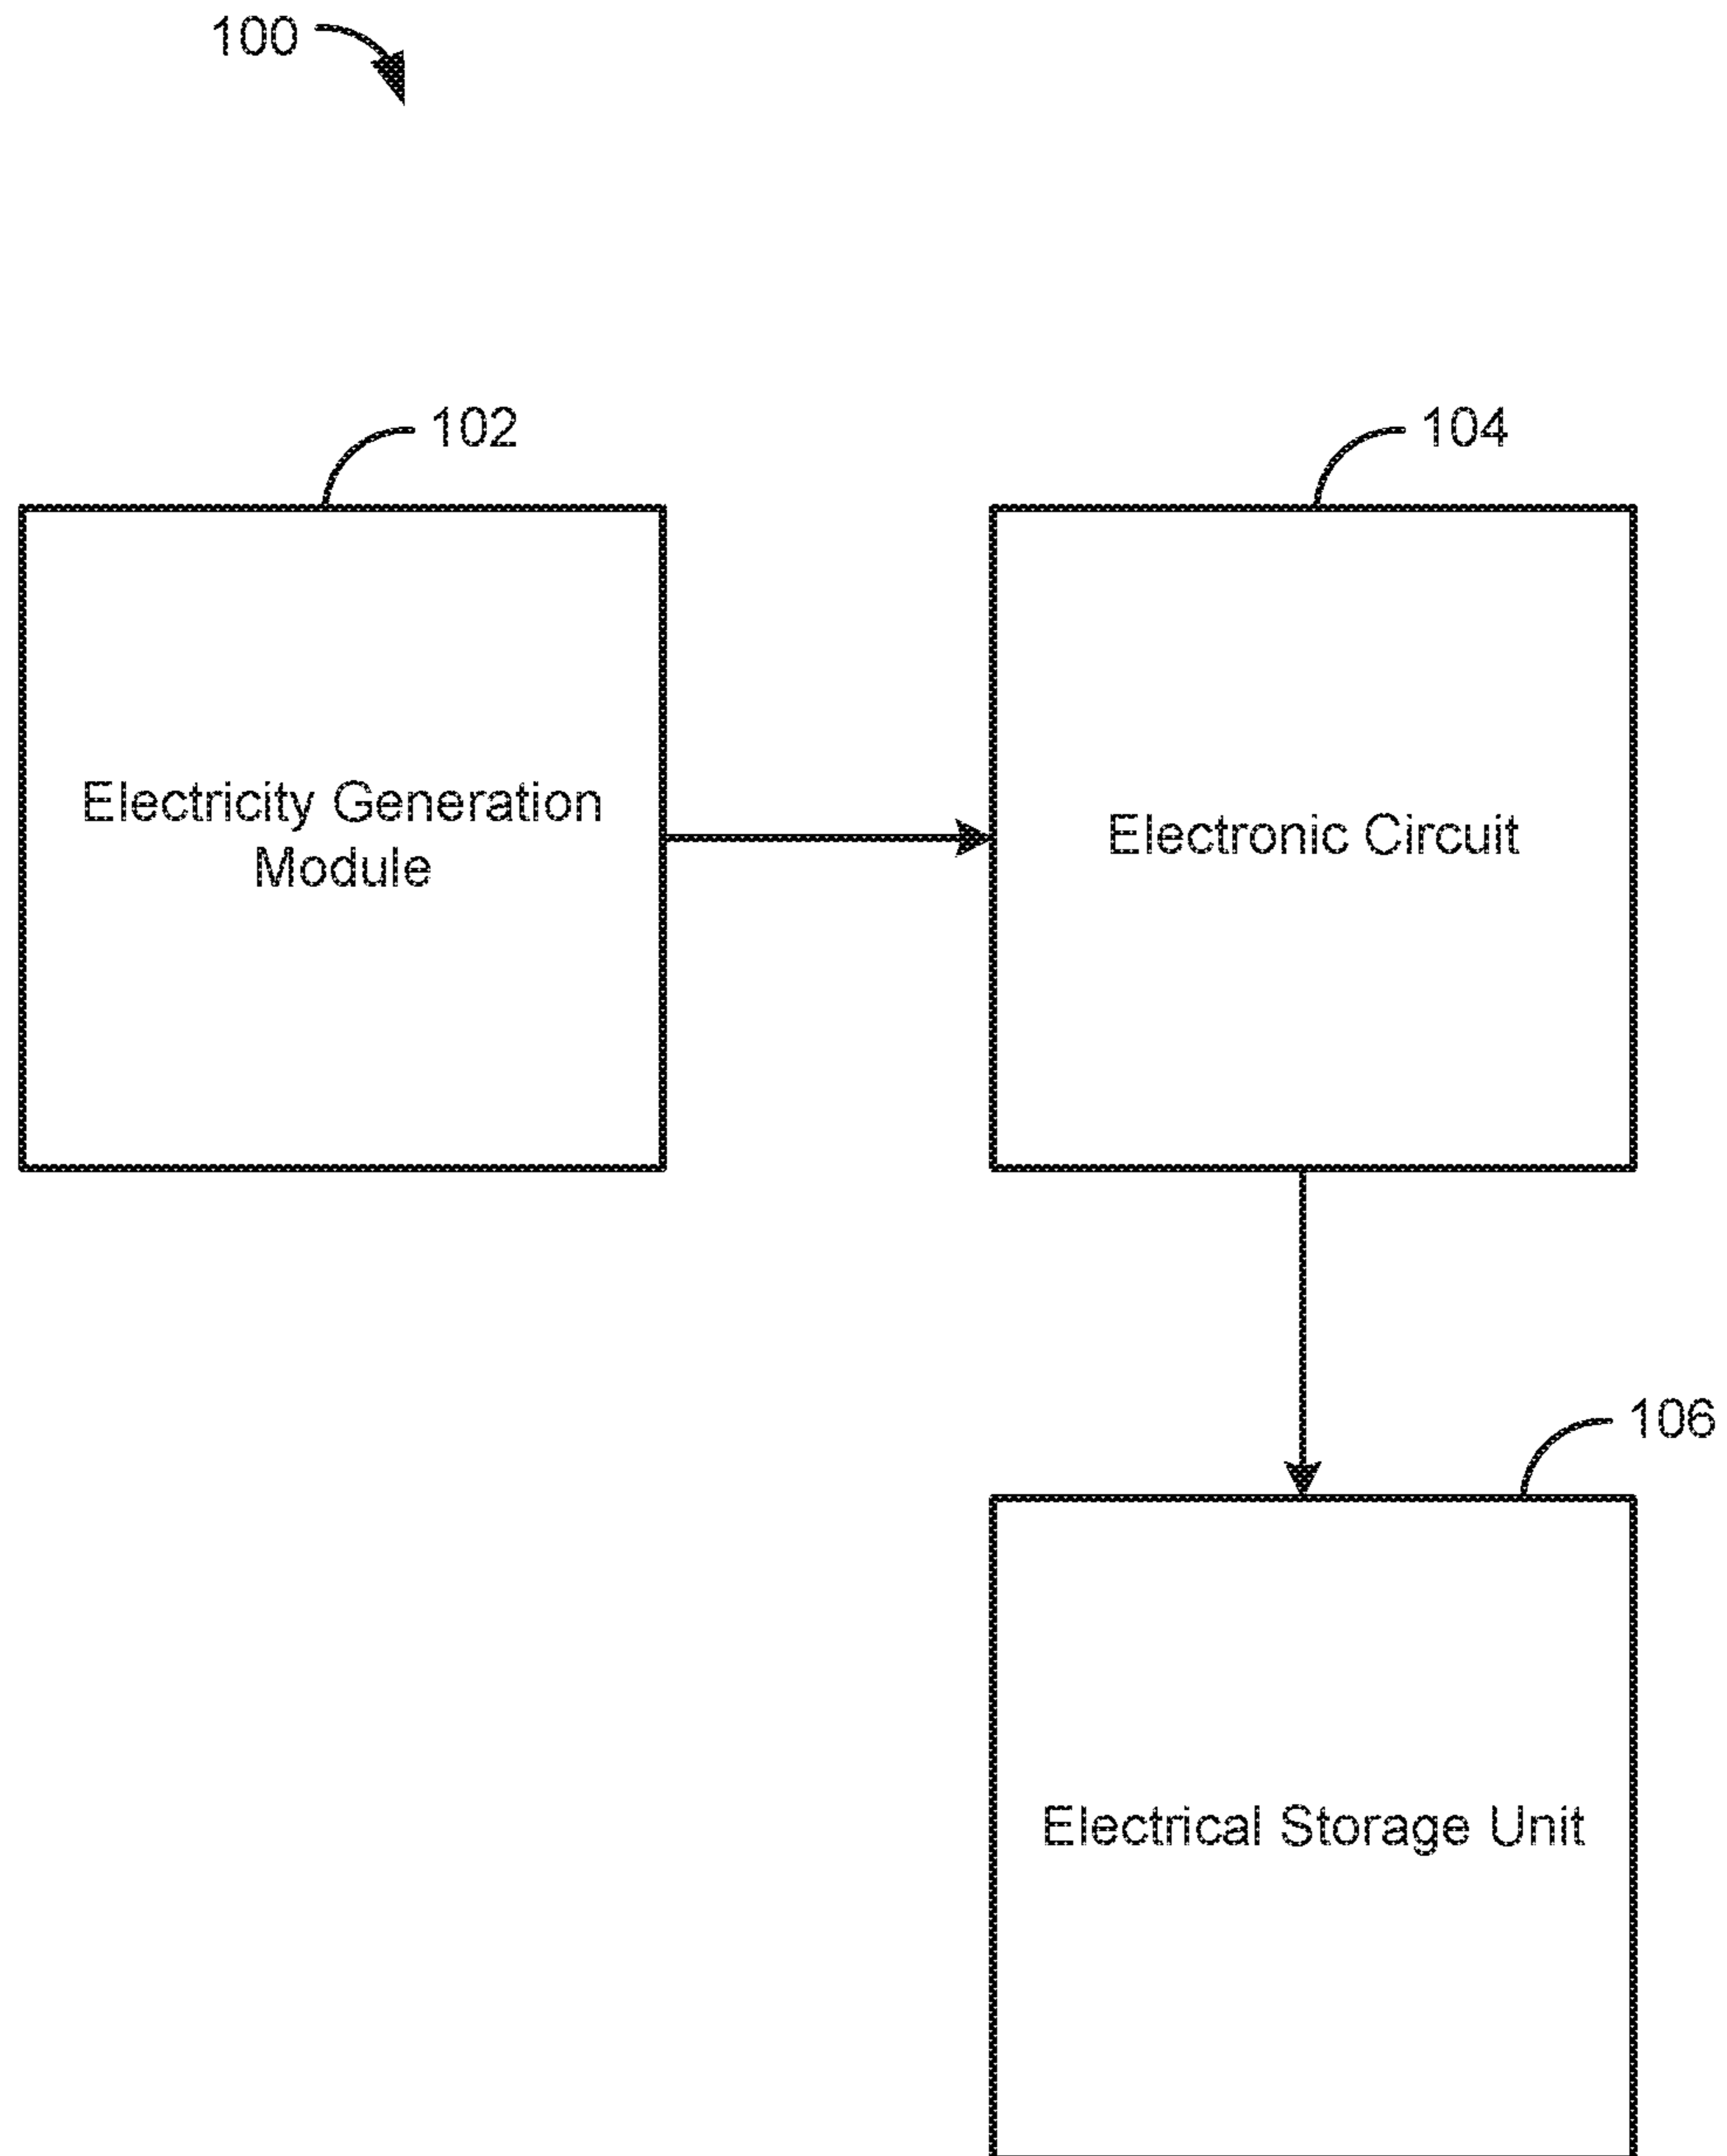 100
102
104
Electricity Generation
Module
Electronic Circuit
106
Electrical Storage Unit